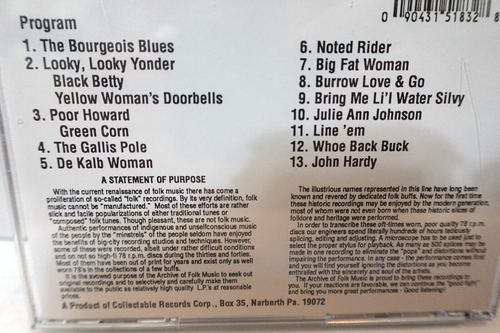 Program
0 90431 51832 8
1. The Bourgeois Blues
2. Looky, Looky Yonder
Black Betty
Yellow Woman's Doorbells
3. Poor Howard
Green Corn
4. The Gallis Pole
5. De Kalb Woman
6. Noted Rider
7. Big Fat Woman
8. Burrow Love & Go
9. Bring Me Li'l Water Silvy
10. Julie Ann Johnson
11. Line 'em
12. Whoe Back Buck
13. John Hardy
A STATEMENT OF PURPOSE
With the current renaissance of folk music there has come a
proliferation of so-called "folk" recordings. By its very definition, folk
music cannot be "manufactured." Most of these efforts are rather
slick and facile popularizations of either traditional tunes or
"composed" folk tunes. Though pleasant, these are not folk music.
Authentic performances of indigenous and unselfconscious music
of the people by the "minstrels" of the people seldom have enjoyed
the benefits of big-city recording studios and techniques. However,
some of these were recorded, albeit under rather difficult conditions
and on not so high-fi 78 r.p.m. discs during the thirties and forties.
Most of them have been out of print for years and exist only as well
worn 78's in the collections of a few buffs.
It is the avowed purpose of the Archive of Folk Music to seek out
original recordings and to selectively and carefully make them
available to the public as relatively high quality L.P.'s at reasonable
prices.
The illustrious names represented in this line have long been
known and revered by dedicated folk buffs. Now for the first time
these historic recordings may be enjoyed by the modern generation,
most of whom were not even born when these historic slices of
folklore and heritage were performed.
In order to transcribe these oft-times worn, poor quality 78 r.p.m.
discs our engineers spend literally hundreds of hours tediously
splicing, editing and adjusting. A microscope has to be used to
select the proper stylus for playback. As many as 500 splices may be
made in one recording to eliminate the "pops" and distortions without
impairing the performance. In any case - the performance comes first
and you will find yourself ignoring the distortions as you become
enthralled with the sincerity and soul of the artists.
The Archive of Folk Music is proud to bring these recordings to
you. If your reactions are favorable, we can continue the "good fight"
and bring you more great performances - Good listening!
A Product of Collectable Records Corp., Box 35, Narberth Pa. 19072